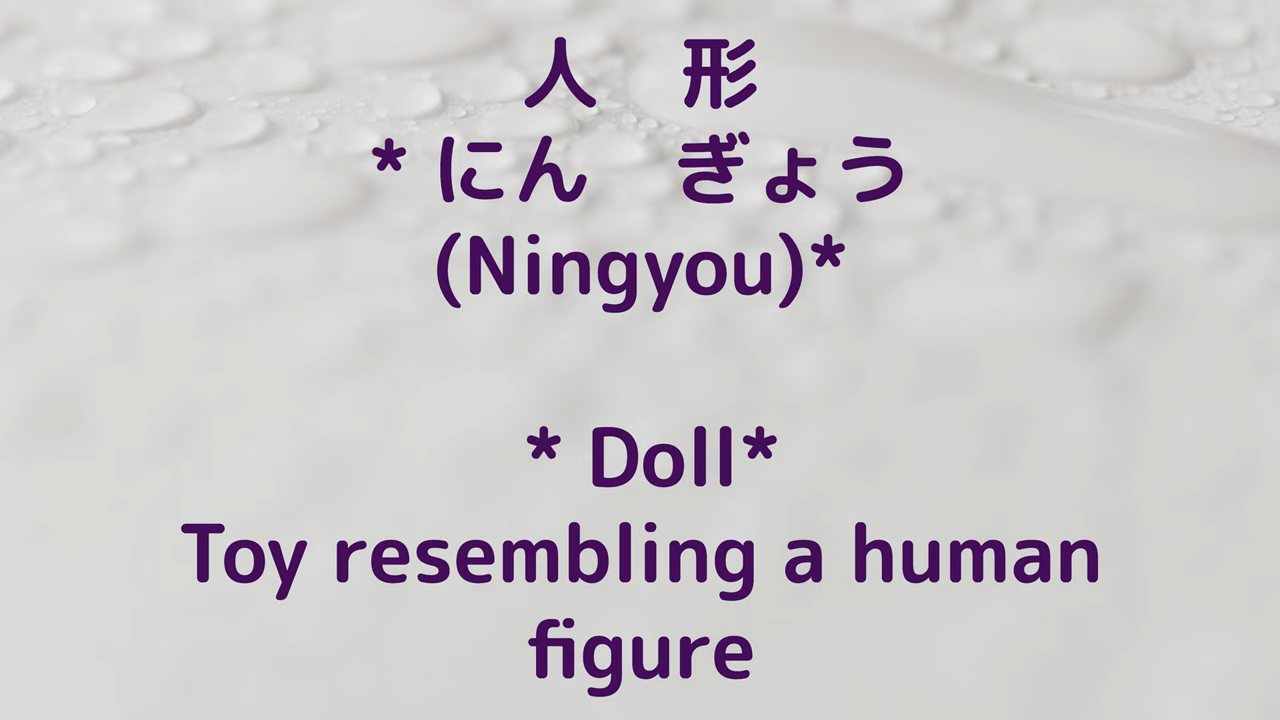 人　形
* にん　ぎょう
(Ningyou)*
* Doll*
Toy resembling a human
figure